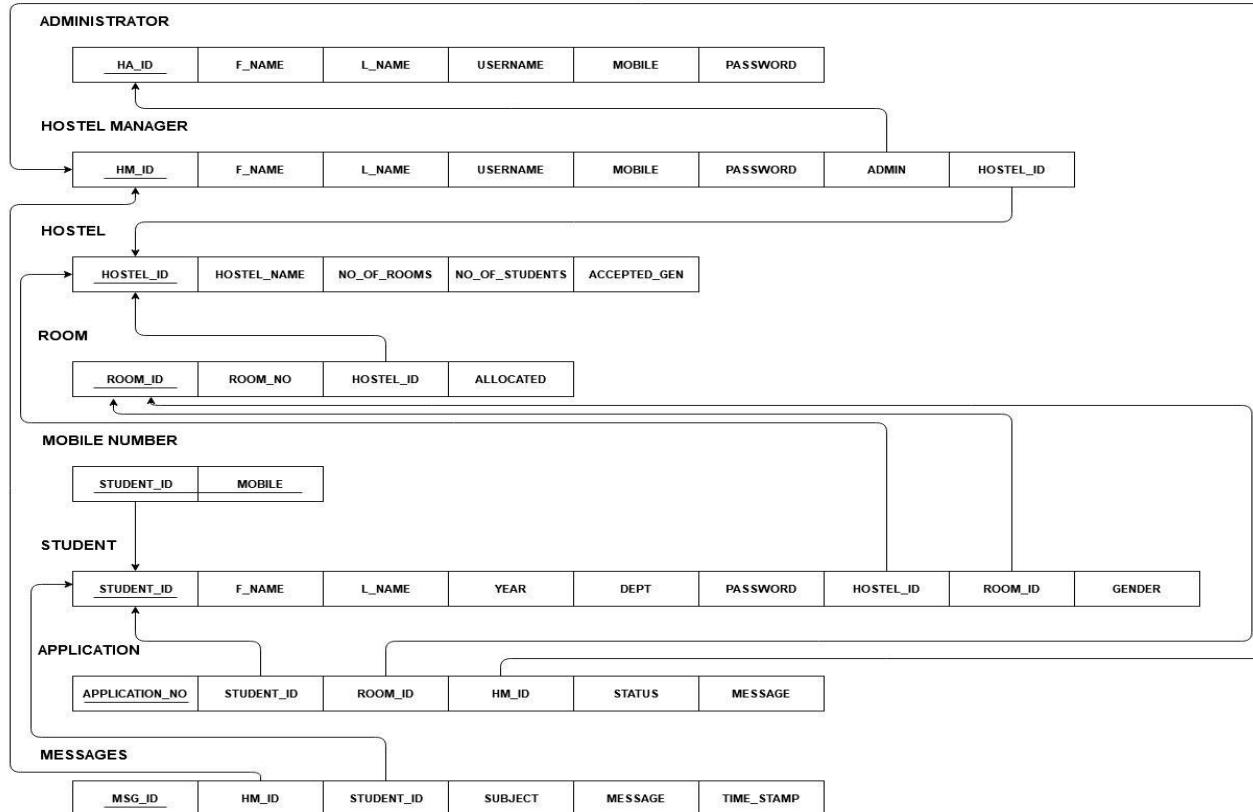 ADMINISTRATOR
HA_ID F_NAME L_NAME USERNAME MOBILE PASSWORD
HOSTEL MANAGER
HM_ID F_NAME L_NAME USERNAME MOBILE PASSWORD ADMIN HOSTEL_ID
HOSTEL
HOSTEL_ID HOSTEL_NAME NO_OF_ROOMS NO_OF_STUDENTS ACCEPTED_GEN
ROOM
ROOM_ID ROOM_NO HOSTEL_ID ALLOCATED
MOBILE NUMBER
STUDENT_ID MOBILE
STUDENT
STUDENT_ID F_NAME L_NAME YEAR DEPT PASSWORD HOSTEL_ID ROOM_ID GENDER
APPLICATION
APPLICATION_NO STUDENT_ID ROOM_ID HM_ID STATUS MESSAGE
MESSAGES
MSG_ID HM_ID STUDENT_ID SUBJECT MESSAGE TIME_STAMP